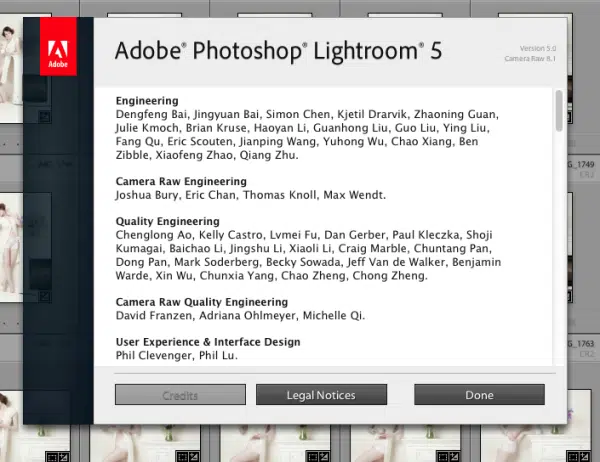 Adobe
Adobe® Photoshop® Lightroom® 5
Version 5.0
Camera Raw 8.1
Engineering
Dengfeng Bai, Jingyuan Bai, Simon Chen, Kjetil Drarvik, Zhaoning Guan,
Julie Kmoch, Brian Kruse, Haoyan Li, Guanhong Liu, Guo Liu, Ying Liu,
Fang Qu, Eric Scouten, Jianping Wang, Yuhong Wu, Chao Xiang, Ben
Zibble, Xiaofeng Zhao, Qiang Zhu.
Camera Raw Engineering
Joshua Bury, Eric Chan, Thomas Knoll, Max Wendt.
Quality Engineering
Chenglong Ao, Kelly Castro, Lvmei Fu, Dan Gerber, Paul Kleczka, Shoji
Kumagai, Baichao Li, Jingshu Li, Xiaoli Li, Craig Marble, Chuntang Pan,
Dong Pan, Mark Soderberg, Becky Sowada, Jeff Van de Walker, Benjamin
Warde, Xin Wu, Chunxia Yang, Chao Zheng, Chong Zheng.
Camera Raw Quality Engineering
David Franzen, Adriana Ohlmeyer, Michelle Qi.
User Experience & Interface Design
Phil Clevenger, Phil Lu.
Credits
Legal Notices
Done
G_1749
CR2
G_1763
CR2